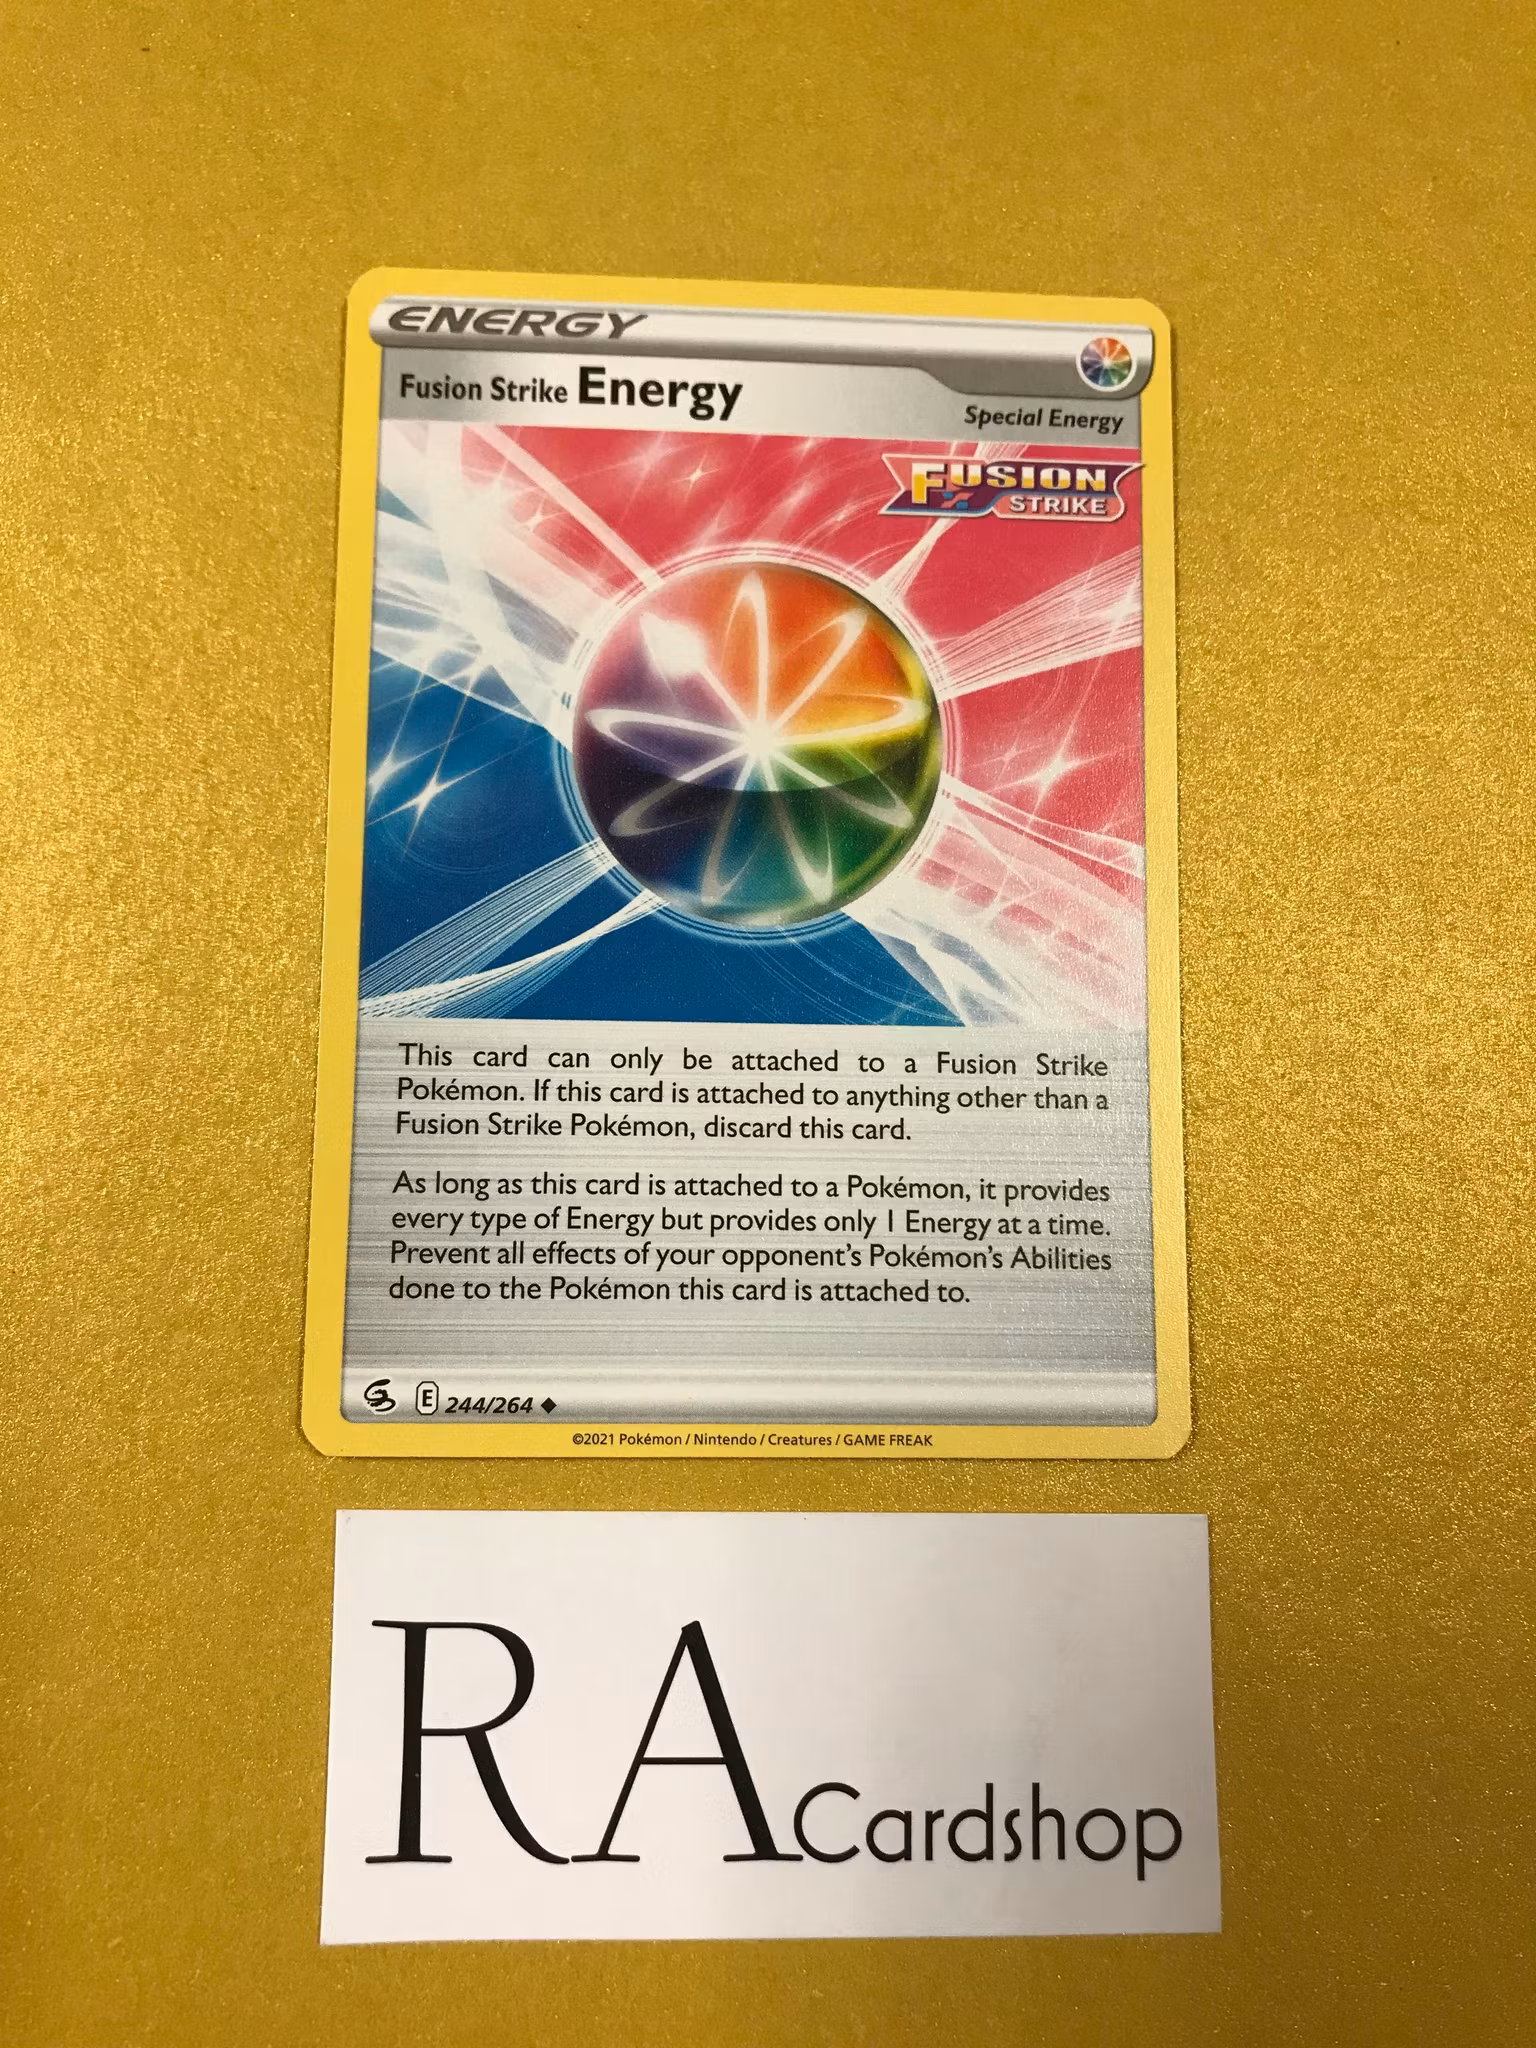 ENERGY
Fusion Strike Energy
Special Energy
FUSION
STRIKE
This card can only be attached to a Fusion Strike
Pokémon. If this card is attached to anything other than a
Fusion Strike Pokémon, discard this card.
As long as this card is attached to a Pokémon, it provides
every type of Energy but provides only 1 Energy at a time.
Prevent all effects of your opponent's Pokémon's Abilities
done to the Pokémon this card is attached to.
E 244/264
©2021 Pokémon / Nintendo / Creatures / GAME FREAK
RA Cardshop